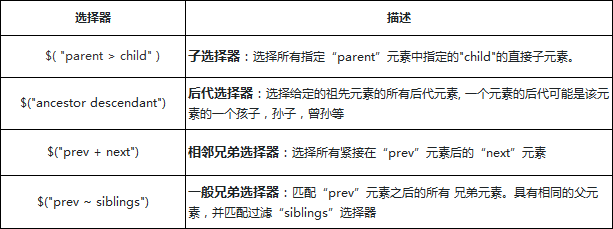 选择器 描述
$( "parent > child" ) 子选择器：选择所有指定“parent”元素中指定的"child"的直接子元素。
$("ancestor descendant") 后代选择器：选择给定的祖先元素的所有后代元素, 一个元素的后代可能是该元
素的一个孩子，孙子，曾孙等
$("prev + next") 相邻兄弟选择器：选择所有紧接在“prev”元素后的“next”元素
$("prev ~ siblings") 一般兄弟选择器：匹配“prev”元素之后的所有 兄弟元素。具有相同的父元
素，并匹配过滤“siblings”选择器